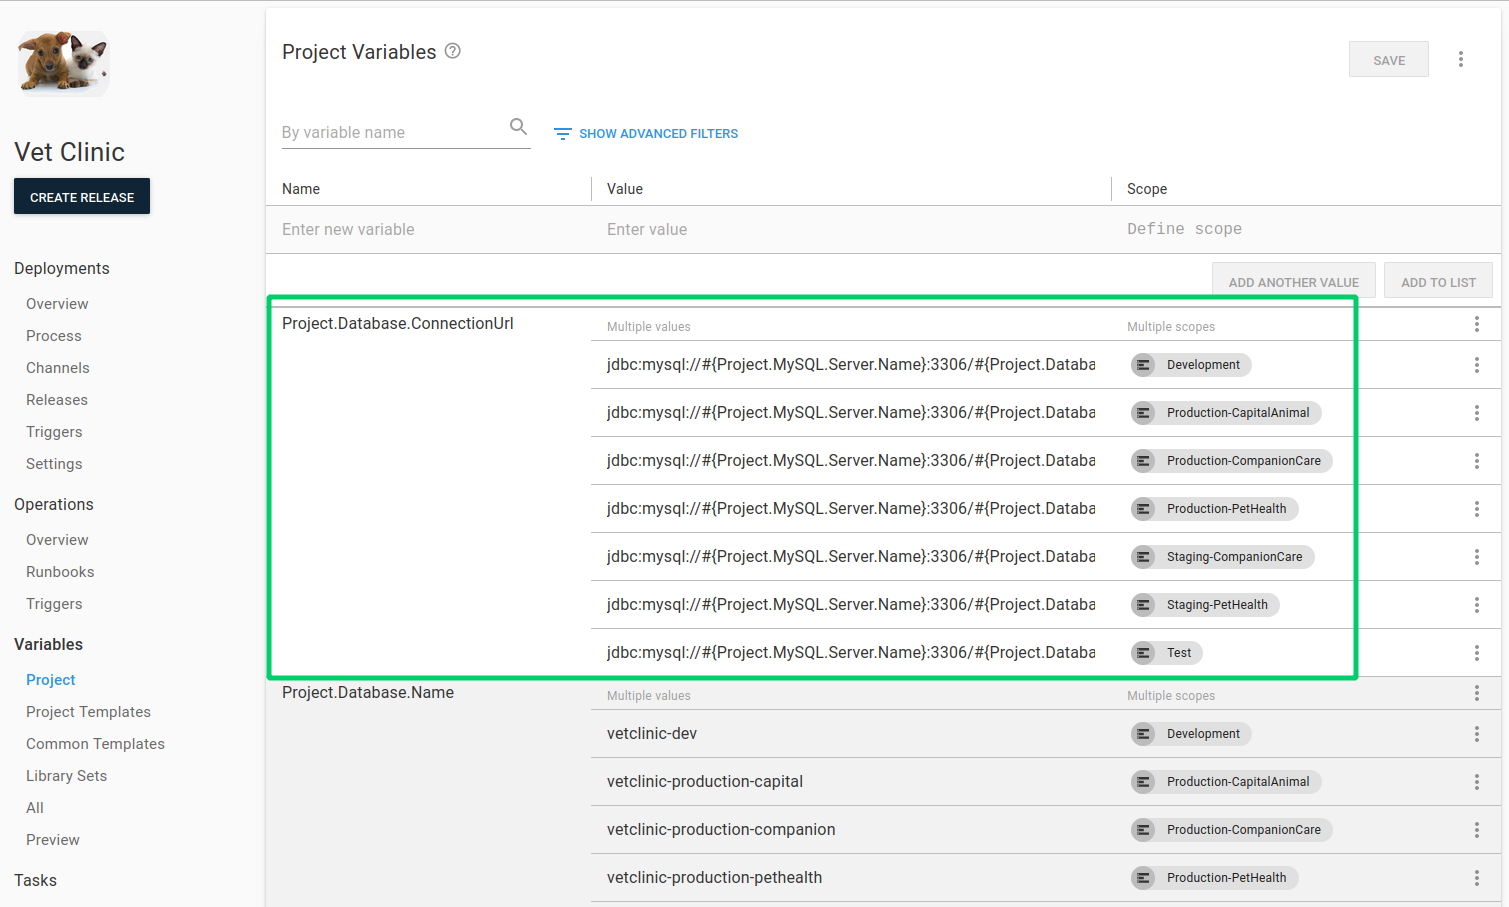 Vet Clinic
CREATE RELEASE
Deployments
Overview
Process
Channels
Releases
Triggers
Settings
Operations
Overview
Runbooks
Triggers
Variables
Project
Project Templates
Common Templates
Library Sets
All
Preview
Tasks
Project Variables
SAVE
By variable name
SHOW ADVANCED FILTERS
Name Value Scope
Enter new variable Enter value Define scope
ADD ANOTHER VALUE ADD TO LIST
Project.Database.ConnectionUrl Multiple values Multiple scopes
jdbc:mysql://#{Project.MySQL.Server.Name}:3306/#{Project.Databa Development
jdbc:mysql://#{Project.MySQL.Server.Name}:3306/#{Project.Databa Production-CapitalAnimal
jdbc:mysql://#{Project.MySQL.Server.Name}:3306/#{Project.Databa Production-CompanionCare
jdbc:mysql://#{Project.MySQL.Server.Name}:3306/#{Project.Databa Production-PetHealth
jdbc:mysql://#{Project.MySQL.Server.Name}:3306/#{Project.Databa Staging-CompanionCare
jdbc:mysql://#{Project.MySQL.Server.Name}:3306/#{Project.Databa Staging-PetHealth
jdbc:mysql://#{Project.MySQL.Server.Name}:3306/#{Project.Databa Test
Project.Database.Name Multiple values Multiple scopes
vetclinic-dev Development
vetclinic-production-capital Production-CapitalAnimal
vetclinic-production-companion Production-CompanionCare
vetclinic-production-pethealth Production-PetHealth